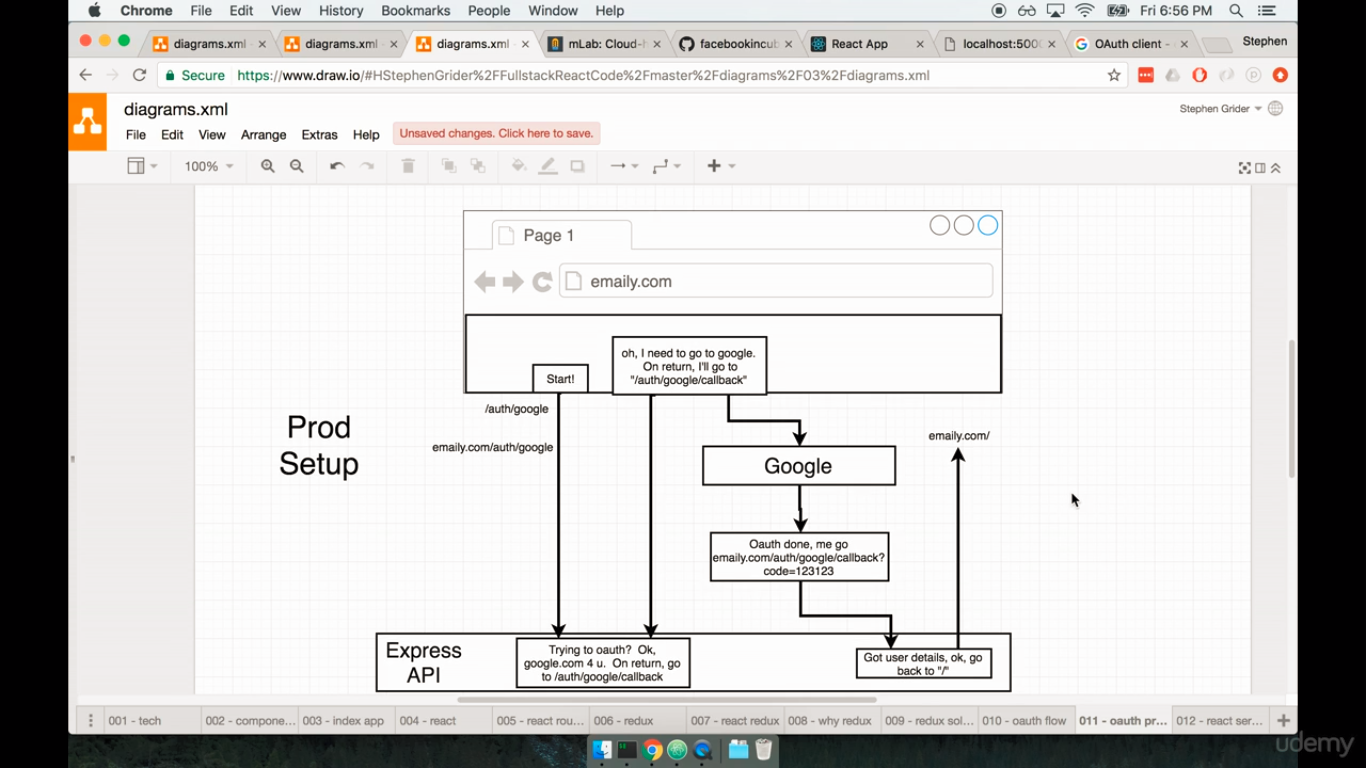 Chrome File Edit View History Bookmarks People Window Help Fri 6:56 PM
diagrams.xml - diagrams.xml - diagrams.xml - mLab: Cloud-h facebookincub React App localhost:5000 OAuth client - Stephen
Secure https://www.draw.io/#HStephenGrider%2FFullstackReactCode%2Fmaster%2Fdiagrams%2F03%2Fdiagrams.xml
diagrams.xml
Stephen Grider
File Edit View Arrange Extras Help Unsaved changes. Click here to save.
100%
Page 1
emaily.com
oh, I need to go to google.
On return, I'll go to
"/auth/google/callback"
Start!
/auth/google
emaily.com/auth/google
Prod
Setup
emaily.com/
Google
Oauth done, me go
emaily.com/auth/google/callback?
code=123123
Express
API
Trying to oauth? Ok,
google.com 4 u. On return, go
to /auth/google/callback
Got user details, ok, go
back to "/"
001 - tech 002 - compone... 003 - index app 004 - react 005 - react rou... 006 - redux 007 - react redux 008 - why redux 009 - redux sol... 010 - oauth flow 011 - oauth pr... 012 - react ser...
udemy